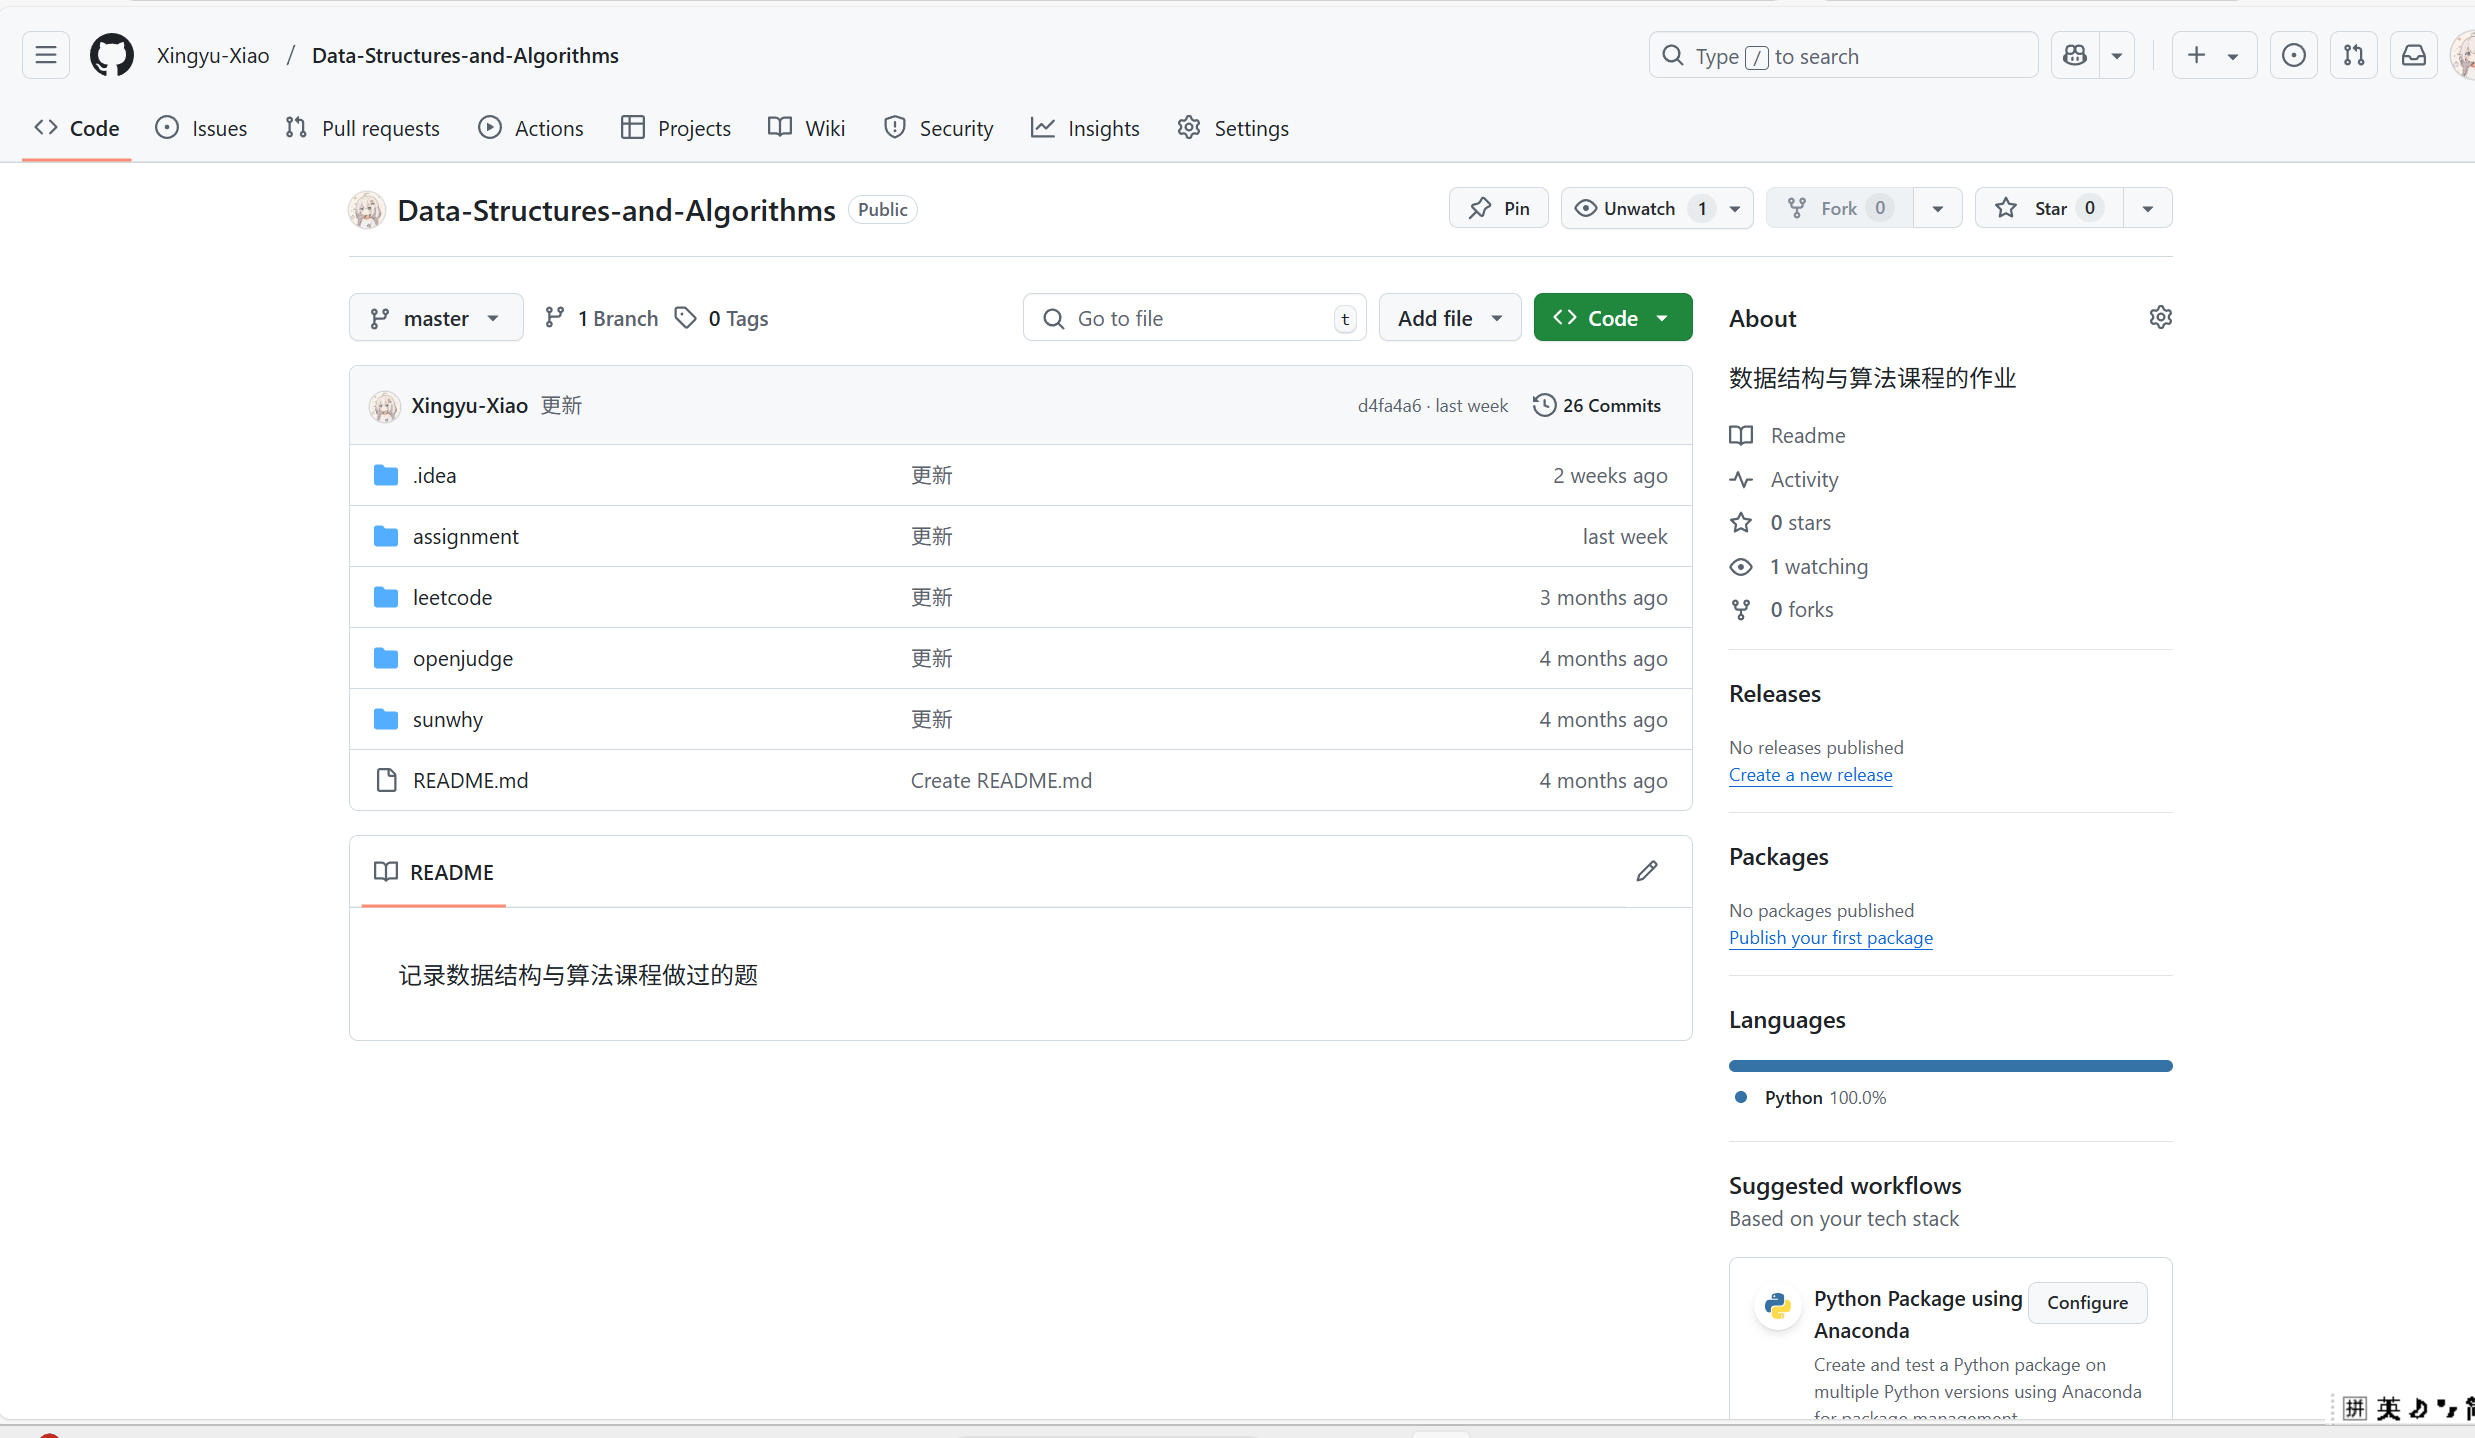 Xingyu-Xiao / Data-Structures-and-Algorithms
Type / to search
Code Issues Pull requests Actions Projects Wiki Security Insights Settings
Data-Structures-and-Algorithms Public
Pin Unwatch 1 Fork 0 Star 0
master 1 Branch 0 Tags Go to file t Add file Code
Xingyu-Xiao 更新 d4fa4a6 · last week 26 Commits
.idea 更新 2 weeks ago
assignment 更新 last week
leetcode 更新 3 months ago
openjudge 更新 4 months ago
sunwhy 更新 4 months ago
README.md Create README.md 4 months ago
README
记录数据结构与算法课程做过的题
About
数据结构与算法课程的作业
Readme
Activity
0 stars
1 watching
0 forks
Releases
No releases published
Create a new release
Packages
No packages published
Publish your first package
Languages
Python 100.0%
Suggested workflows
Based on your tech stack
Python Package using Anaconda Configure
Create and test a Python package on
multiple Python versions using Anaconda
for package management.
拼 英